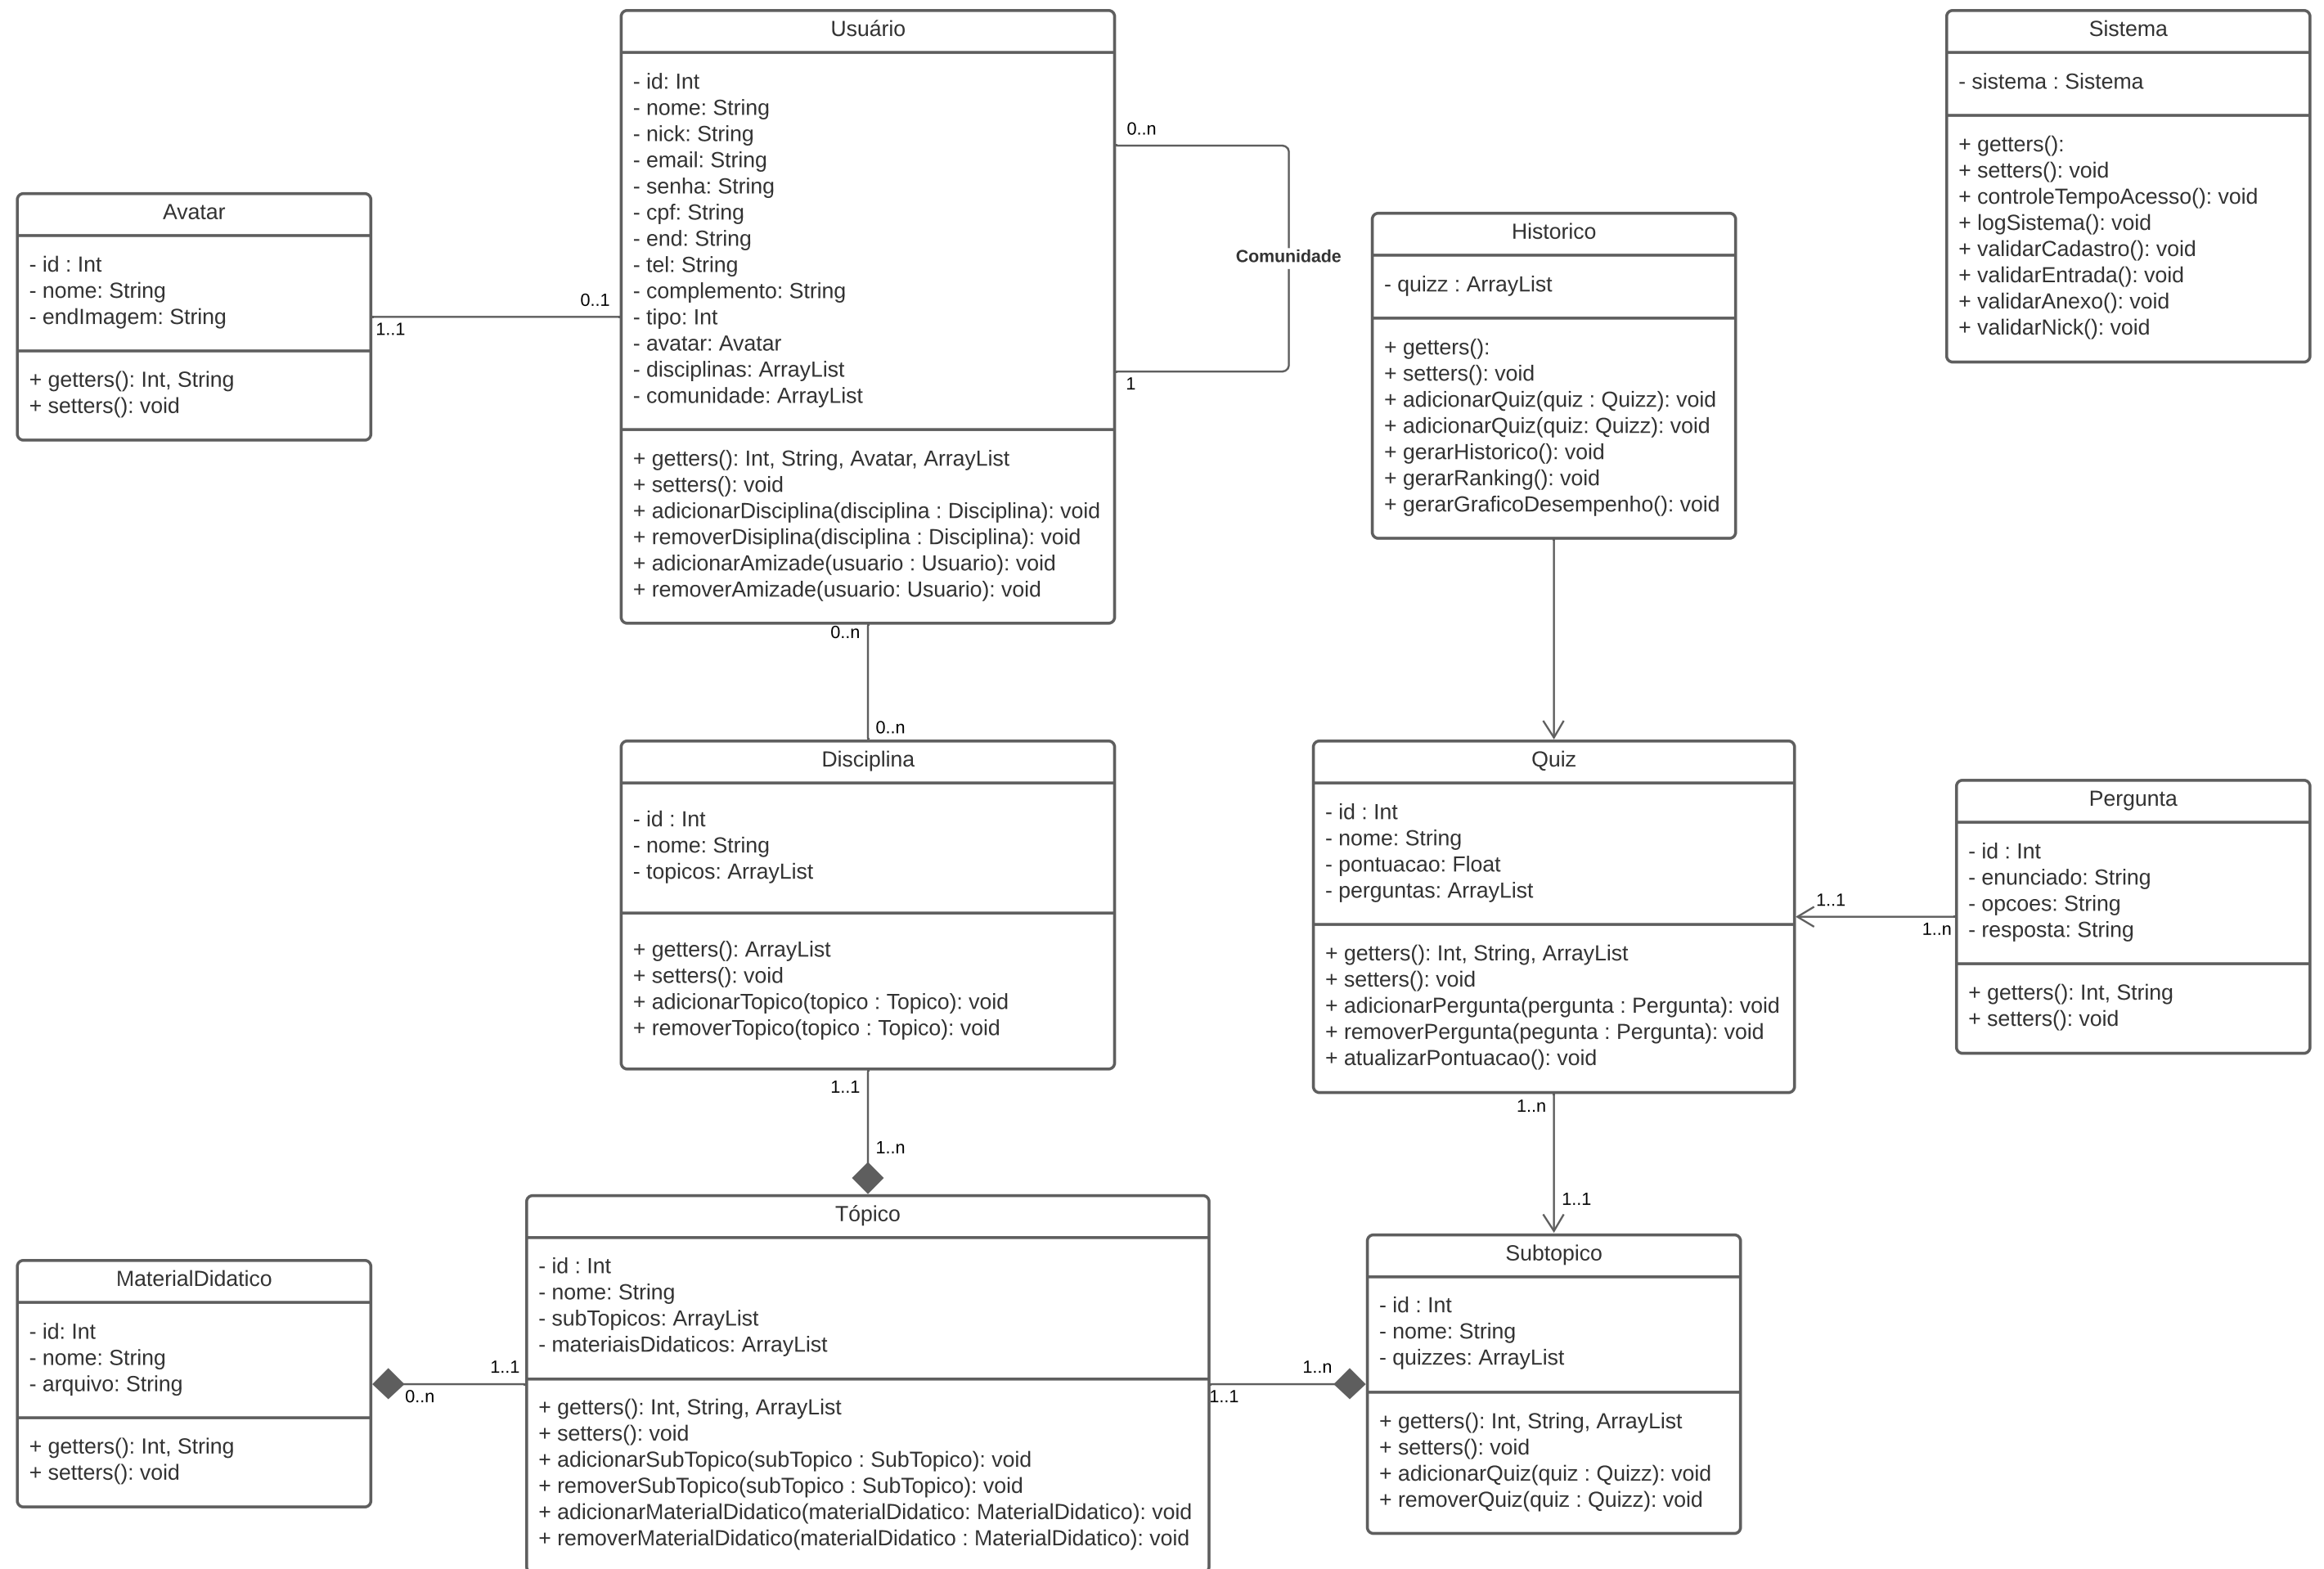 Usuário
- id: Int
- nome: String
- nick: String
- email: String
- senha: String
- cpf: String
- end: String
- tel: String
- complemento: String
- tipo: Int
- avatar: Avatar
- disciplinas: ArrayList
- comunidade: ArrayList
+ getters(): Int, String, Avatar, ArrayList
+ setters(): void
+ adicionarDisciplina(disciplina : Disciplina): void
+ removerDisiplina(disciplina : Disciplina): void
+ adicionarAmizade(usuario : Usuario): void
+ removerAmizade(usuario: Usuario): void
0..n
Comunidade
1
Sistema
- sistema : Sistema
+ getters():
+ setters(): void
+ controleTempoAcesso(): void
+ logSistema(): void
+ validarCadastro(): void
+ validarEntrada(): void
+ validarAnexo(): void
+ validarNick(): void
Avatar
- id : Int
- nome: String
- endImagem: String
+ getters(): Int, String
+ setters(): void
1..1
0..1
Historico
- quizz : ArrayList
+ getters():
+ setters(): void
+ adicionarQuiz(quiz : Quizz): void
+ adicionarQuiz(quiz: Quizz): void
+ gerarHistorico(): void
+ gerarRanking(): void
+ gerarGraficoDesempenho(): void
0..n
0..n
Disciplina
- id : Int
- nome: String
- topicos: ArrayList
+ getters(): ArrayList
+ setters(): void
+ adicionarTopico(topico : Topico): void
+ removerTopico(topico : Topico): void
Quiz
- id : Int
- nome: String
- pontuacao: Float
- perguntas: ArrayList
+ getters(): Int, String, ArrayList
+ setters(): void
+ adicionarPergunta(pergunta : Pergunta): void
+ removerPergunta(pegunta : Pergunta): void
+ atualizarPontuacao(): void
1..1
1..n
Pergunta
- id : Int
- enunciado: String
- opcoes: String
- resposta: String
+ getters(): Int, String
+ setters(): void
1..1
1..n
1..n
1..1
Tópico
- id : Int
- nome: String
- subTopicos: ArrayList
- materiaisDidaticos: ArrayList
+ getters(): Int, String, ArrayList
+ setters(): void
+ adicionarSubTopico(subTopico : SubTopico): void
+ removerSubTopico(subTopico : SubTopico): void
+ adicionarMaterialDidatico(materialDidatico: MaterialDidatico): void
+ removerMaterialDidatico(materialDidatico : MaterialDidatico): void
MaterialDidatico
- id: Int
- nome: String
- arquivo: String
+ getters(): Int, String
+ setters(): void
1..1
0..n
1..n
1..1
Subtopico
- id : Int
- nome: String
- quizzes: ArrayList
+ getters(): Int, String, ArrayList
+ setters(): void
+ adicionarQuiz(quiz : Quizz): void
+ removerQuiz(quiz : Quizz): void